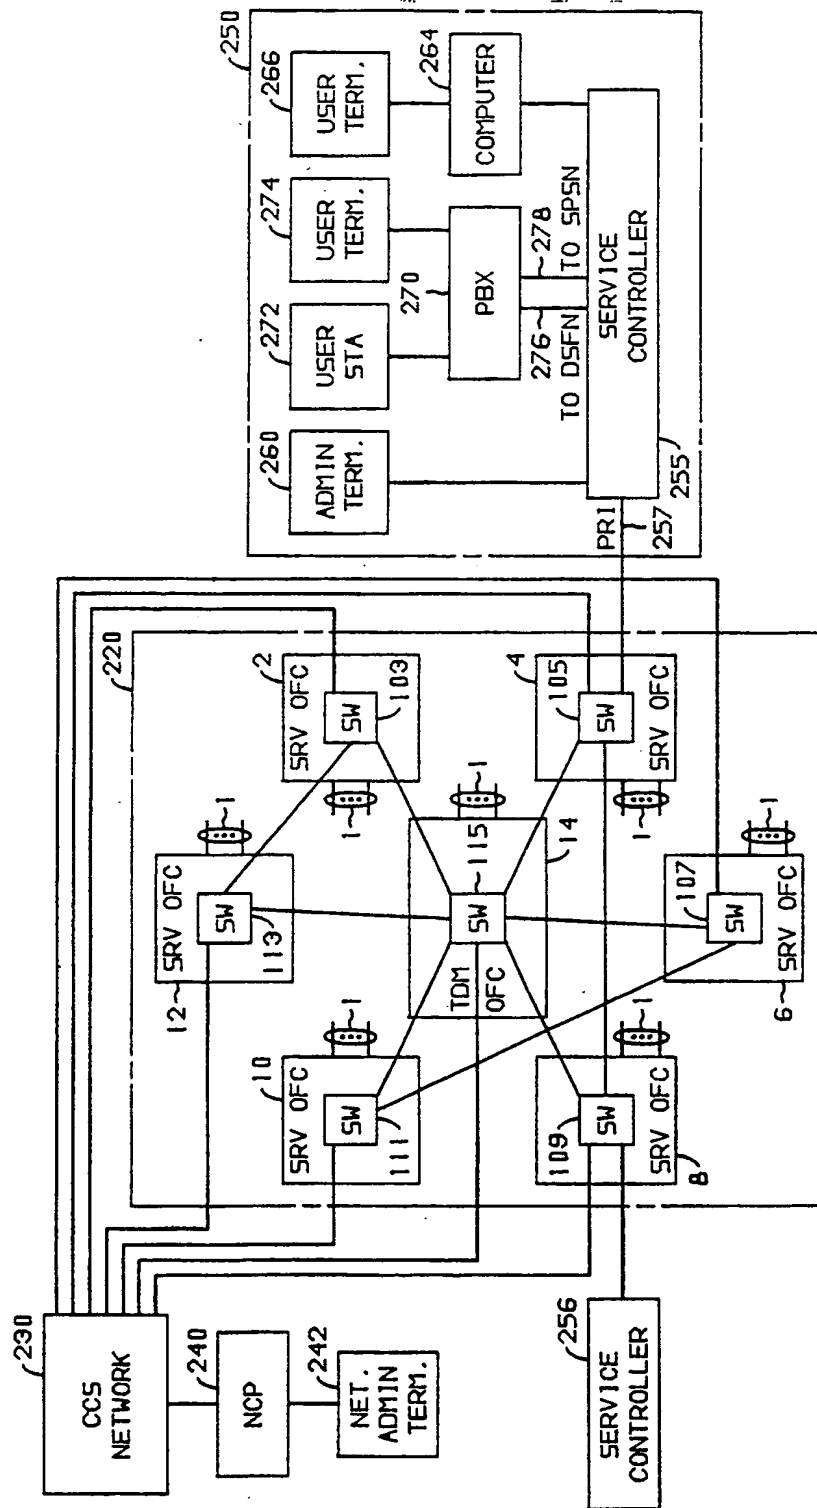 230
CCS
NETWORK
240
NCP
242
NET.
ADMIN
TERM.
256
SERVICE
CONTROLLER
220
12
SRV OFC
SW
113
1
10
SRV OFC
SW
111
1
2
SRV OFC
SW
103
1
TDM
OFC
SW
115
14
1
109
SW
SRV OFC
8
1
105
SW
4
SRV OFC
1
107
SW
SRV OFC
6
1
250
260
ADMIN
TERM.
272
USER
STA
274
USER
TERM.
266
USER
TERM.
270
PBX
264
COMPUTER
276
TO DSFN
278
TO SPSN
PRI
257
SERVICE
CONTROLLER
255